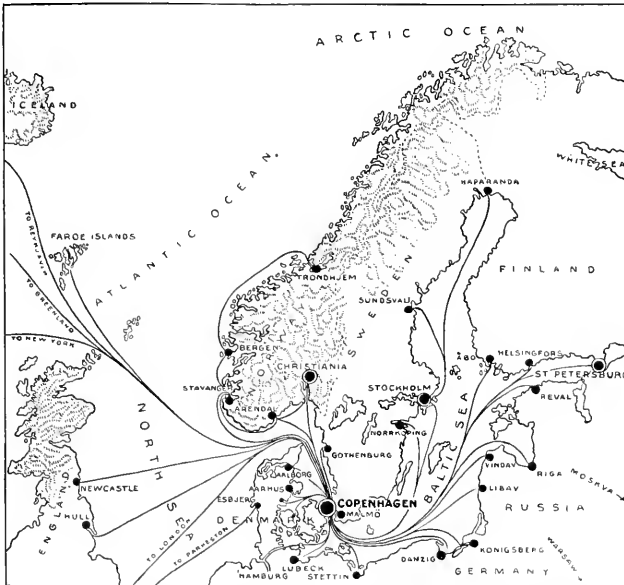 ARCTIC OCEAN
ICELAND
WHITE SEA
HAPARANDA
TO REYKJAVIK
FAROE ISLANDS
ATLANTIC OCEAN.
TO GREENLAND
TO NEW YORK
TRONDHJEM
SWEDEN
FINLAND
SUNDSVALL
BERGEN
CHRISTIANIA
ÅBO
HELSINGFORS
ST PETERSBURG
STAVANGER
ARENDAL
STOCKHOLM
REVAL
NORRKÖPING
BALTIC SEA
NORTH SEA
GOTHENBURG
VINDAV
RIGA
MOSKVA
AALBORG
AARHUS
LIBAV
NEWCASTLE
ESBJERG
COPENHAGEN
RUSSIA
ENGLAND
HULL
DENMARK
MALMÖ
TO LONDON
TO PARKESTON
LUBECK
HAMBURG
STETTIN
DANZIG
KÖNIGSBERG
WARSAW
GERMANY